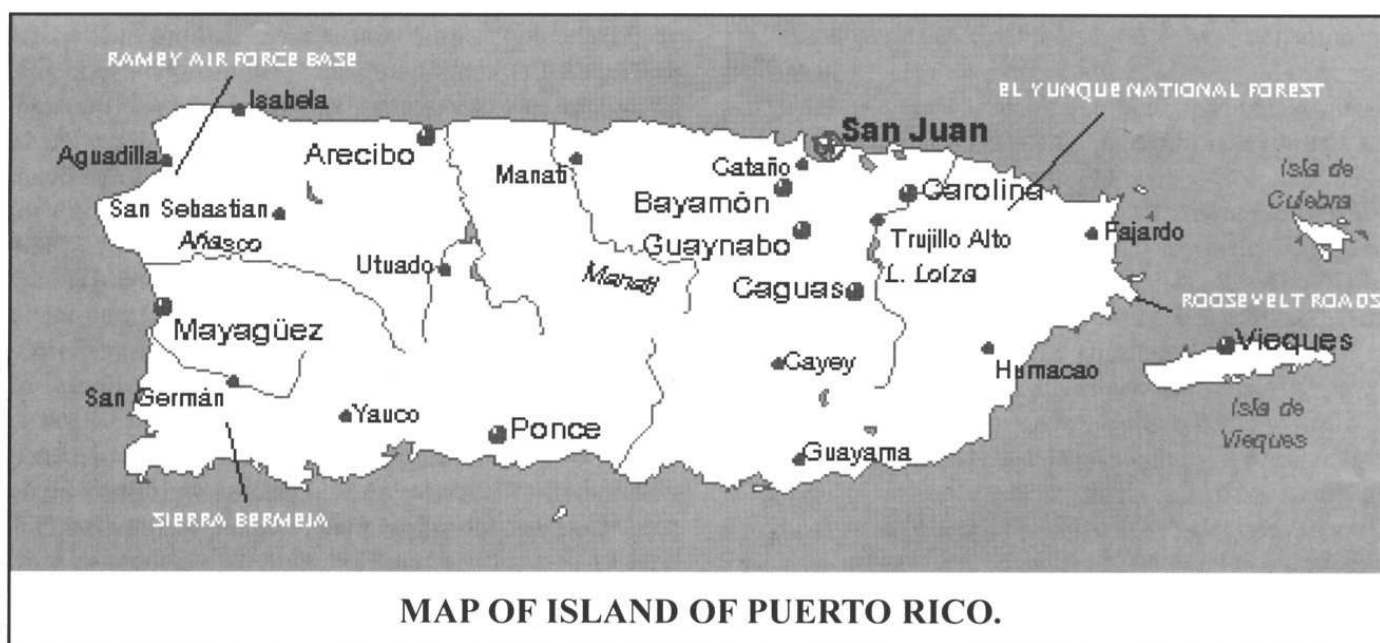 RAMEY AIR FORCE BASE
EL YUNQUE NATIONAL FOREST
Isabela
San Juan
Aguadilla
Arecibo
Manati
Cataño
Isla de
Culebra
Bayamón
Carolina
San Sebastian
Añasco
Guaynabo
Trujillo Alto
Fajardo
Utuado
Manati
L. Loíza
Caguas
ROOSEVELT ROADS
Mayagüez
Vieques
Cayey
Humacao
San Germán
Yauco
Isla de
Vieques
Ponce
Guayama
SIERRA BERMEJA
MAP OF ISLAND OF PUERTO RICO.